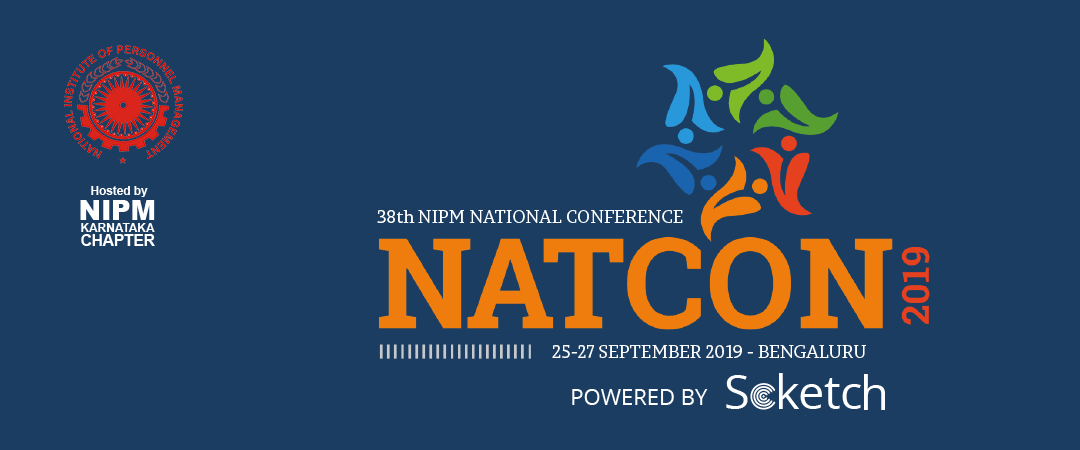 NATIONAL INSTITUTE OF PERSONNEL MANAGEMENT
Hosted by
NIPM
KARNATAKA
CHAPTER
38th NIPM NATIONAL CONFERENCE
NATCON
2019
25-27 SEPTEMBER 2019 - BENGALURU
POWERED BY Socketch